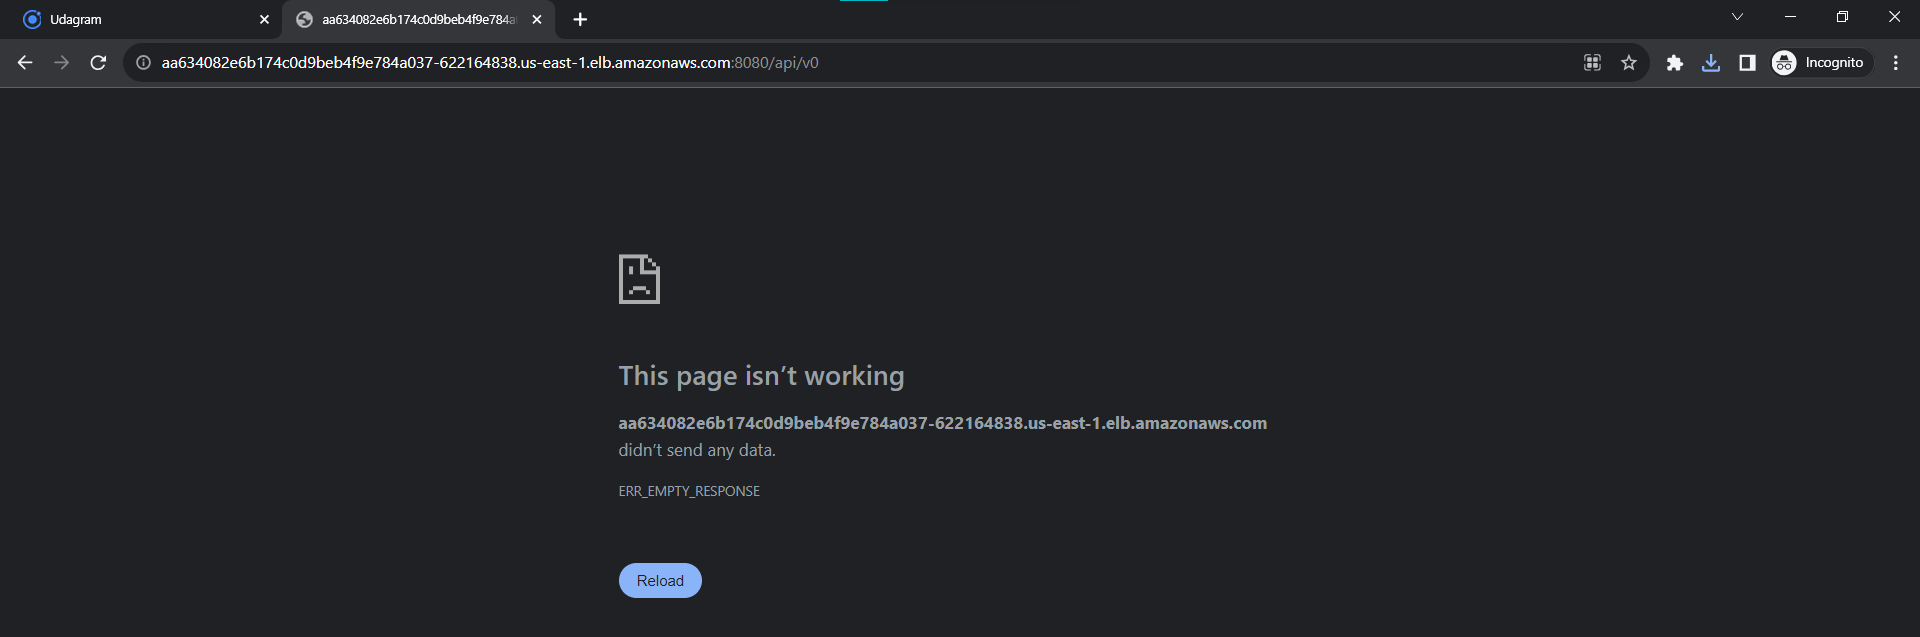 Udagram
aa634082e6b174c0d9beb4f9e784a
aa634082e6b174c0d9beb4f9e784a037-622164838.us-east-1.elb.amazonaws.com:8080/api/v0
Incognito
This page isn’t working
aa634082e6b174c0d9beb4f9e784a037-622164838.us-east-1.elb.amazonaws.com
didn’t send any data.
ERR_EMPTY_RESPONSE
Reload